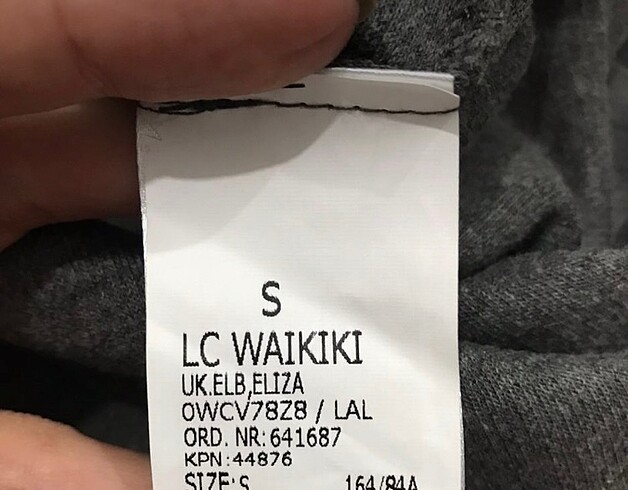 S
LC WAIKIKI
UK.ELB,ELIZA
0WCV78Z8 / LAL
ORD. NR:641687
KPN:44876
SIZE:S 164/84A